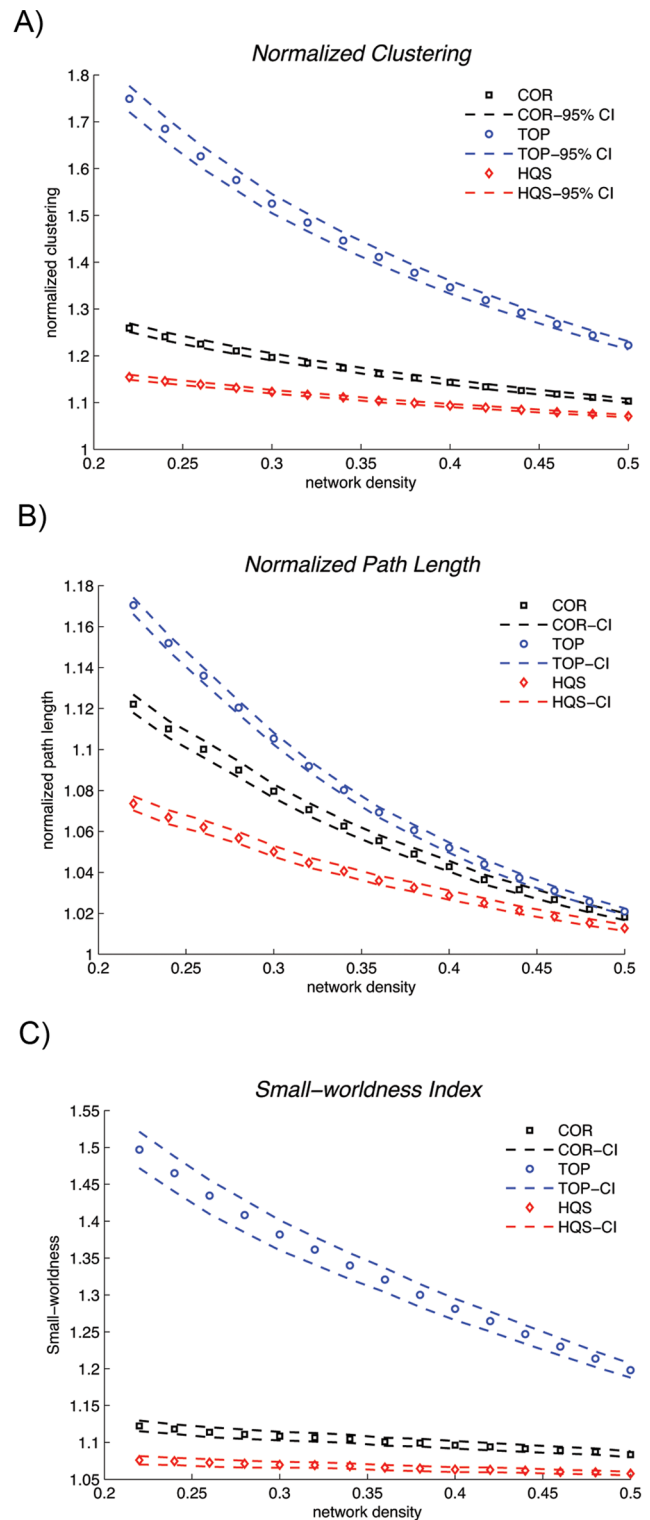 A)
Normalized Clustering
COR
COR–95% CI
TOP
TOP–95% CI
HQS
HQS–95% CI
normalized clustering
1.8
1.7
1.6
1.5
1.4
1.3
1.2
1.1
1
0.2 0.25 0.3 0.35 0.4 0.45 0.5
network density
B)
Normalized Path Length
COR
COR–CI
TOP
TOP–CI
HQS
HQS–CI
normalized path length
1.18
1.16
1.14
1.12
1.1
1.08
1.06
1.04
1.02
1
0.2 0.25 0.3 0.35 0.4 0.45 0.5
network density
C)
Small–worldness Index
COR
COR–CI
TOP
TOP–CI
HQS
HQS–CI
Small–worldness
1.55
1.5
1.45
1.4
1.35
1.3
1.25
1.2
1.15
1.1
1.05
0.2 0.25 0.3 0.35 0.4 0.45 0.5
network density